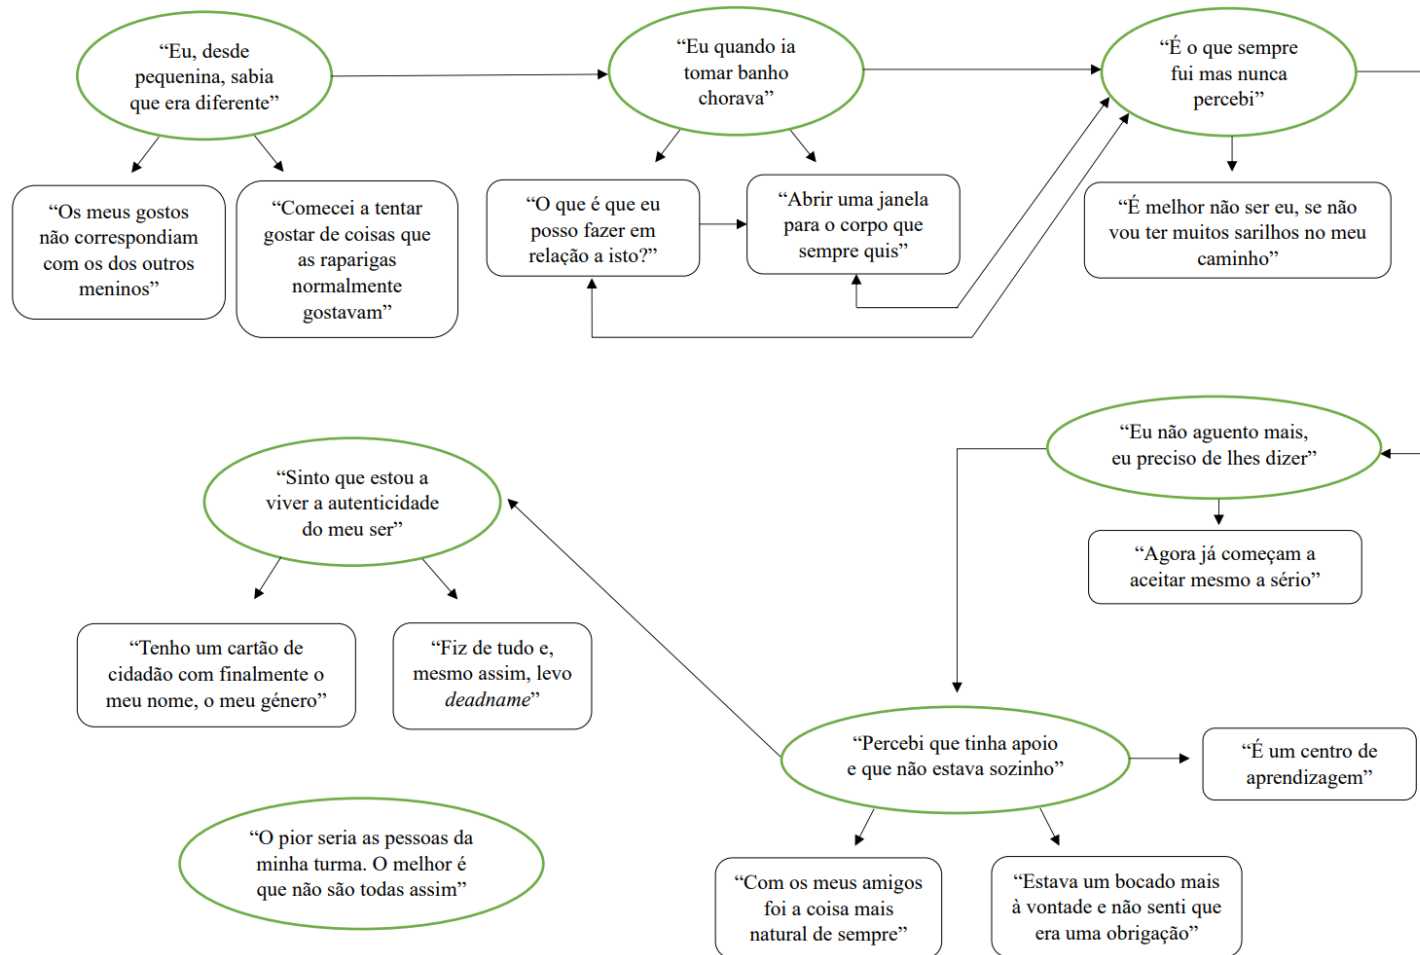 “Eu, desde
pequenina, sabia
que era diferente”
“Eu quando ia
tomar banho
chorava”
“É o que sempre
fui mas nunca
percebi”
“Os meus gostos
não correspondiam
com os dos outros
meninos”
“Comecei a tentar
gostar de coisas que
as raparigas
normalmente
gostavam”
“O que é que eu
posso fazer em
relação a isto?”
“Abrir uma janela
para o corpo que
sempre quis”
“É melhor não ser eu, se não
vou ter muitos sarilhos no meu
caminho”
“Eu não aguento mais,
eu preciso de lhes dizer”
“Agora já começam a
aceitar mesmo a sério”
“Sinto que estou a
viver a autenticidade
do meu ser”
“Tenho um cartão de
cidadão com finalmente o
meu nome, o meu género”
“Fiz de tudo e,
mesmo assim, levo
deadname”
“Percebi que tinha apoio
e que não estava sozinho”
“É um centro de
aprendizagem”
“Com os meus amigos
foi a coisa mais
natural de sempre”
“Estava um bocado mais
à vontade e não senti que
era uma obrigação”
“O pior seria as pessoas da
minha turma. O melhor é
que não são todas assim”